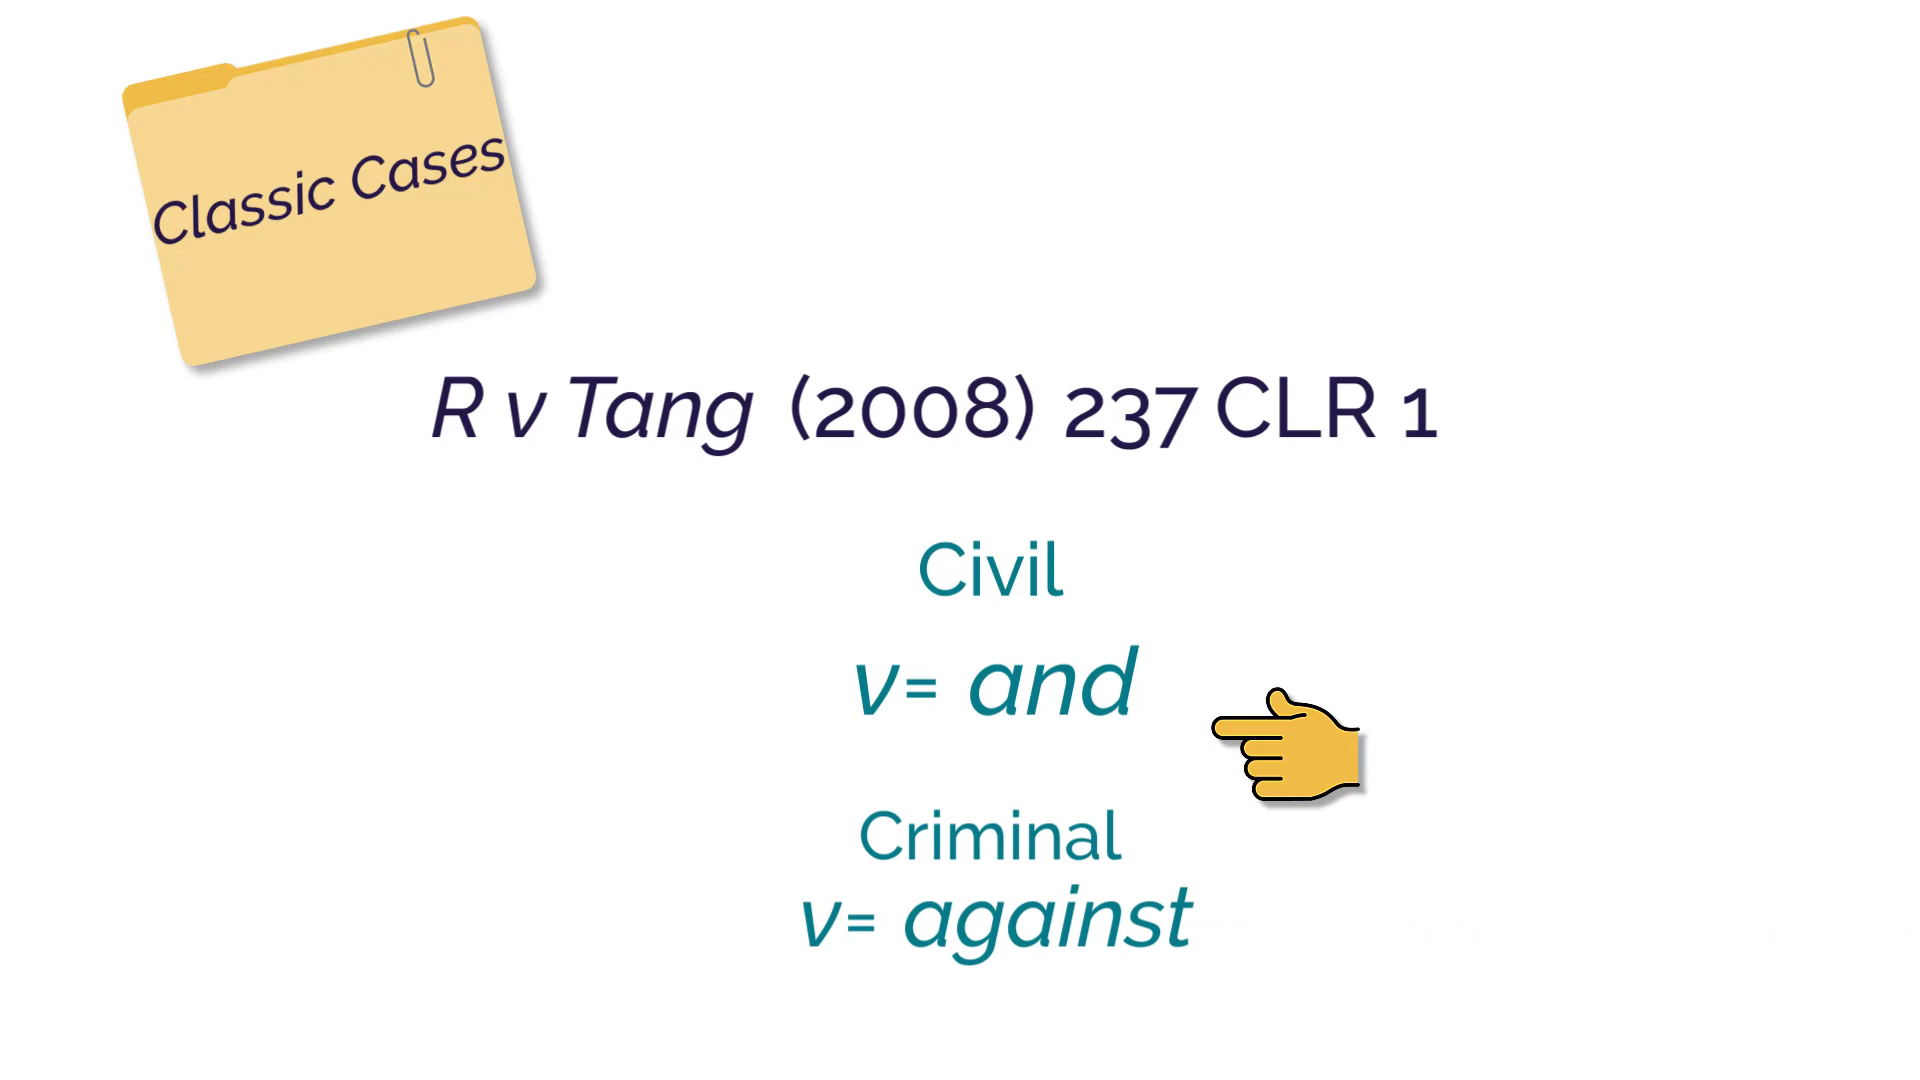 Classic Cases
R v Tang (2008) 237 CLR 1
Civil
v= and
Criminal
v= against